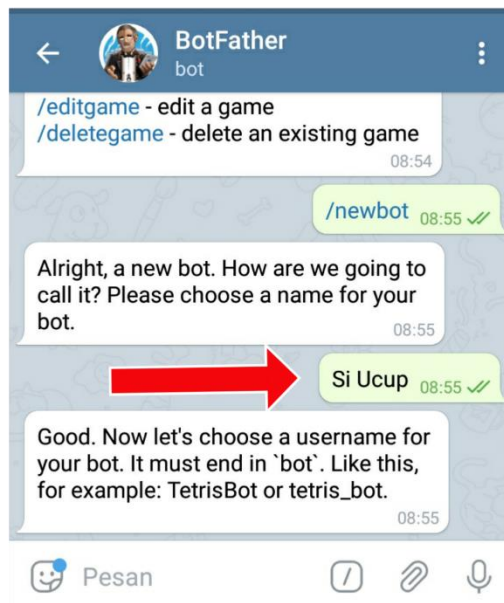 BotFather
bot
/editgame - edit a game
/deletegame - delete an existing game
08:54
/newbot 08:55
Alright, a new bot. How are we going to
call it? Please choose a name for your
bot.
08:55
Si Ucup 08:55
Good. Now let's choose a username for
your bot. It must end in `bot`. Like this,
for example: TetrisBot or tetris_bot.
08:55
Pesan